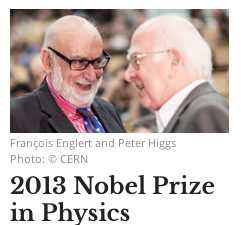 François Englert and Peter Higgs
Photo: © CERN
2013 Nobel Prize
in Physics